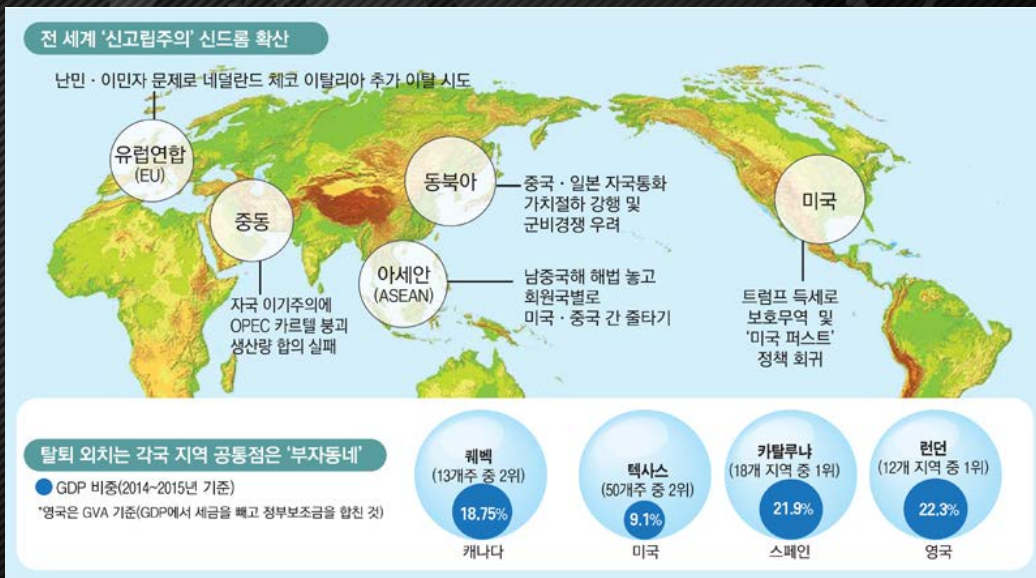 전 세계 '신고립주의' 신드롬 확산
난민 · 이민자 문제로 네덜란드 체코 이탈리아 추가 이탈 시도
유럽연합
(EU)
중동
자국 이기주의에
OPEC 카르텔 붕괴
생산량 합의 실패
동북아
중국 · 일본 자국통화
가치절하 강행 및
군비경쟁 우려
아세안
(ASEAN)
남중국해 해법 놓고
회원국별로
미국 · 중국 간 줄타기
미국
트럼프 득세로
보호무역 및
'미국 퍼스트'
정책 회귀
탈퇴 외치는 각국 지역 공통점은 '부자동네'
GDP 비중(2014~2015년 기준)
*영국은 GVA 기준(GDP에서 세금을 빼고 정부보조금을 합친 것)
퀘벡
(13개주 중 2위)
18.75%
캐나다
텍사스
(50개주 중 2위)
9.1%
미국
카탈루냐
(18개 지역 중 1위)
21.9%
스페인
런던
(12개 지역 중 1위)
22.3%
영국